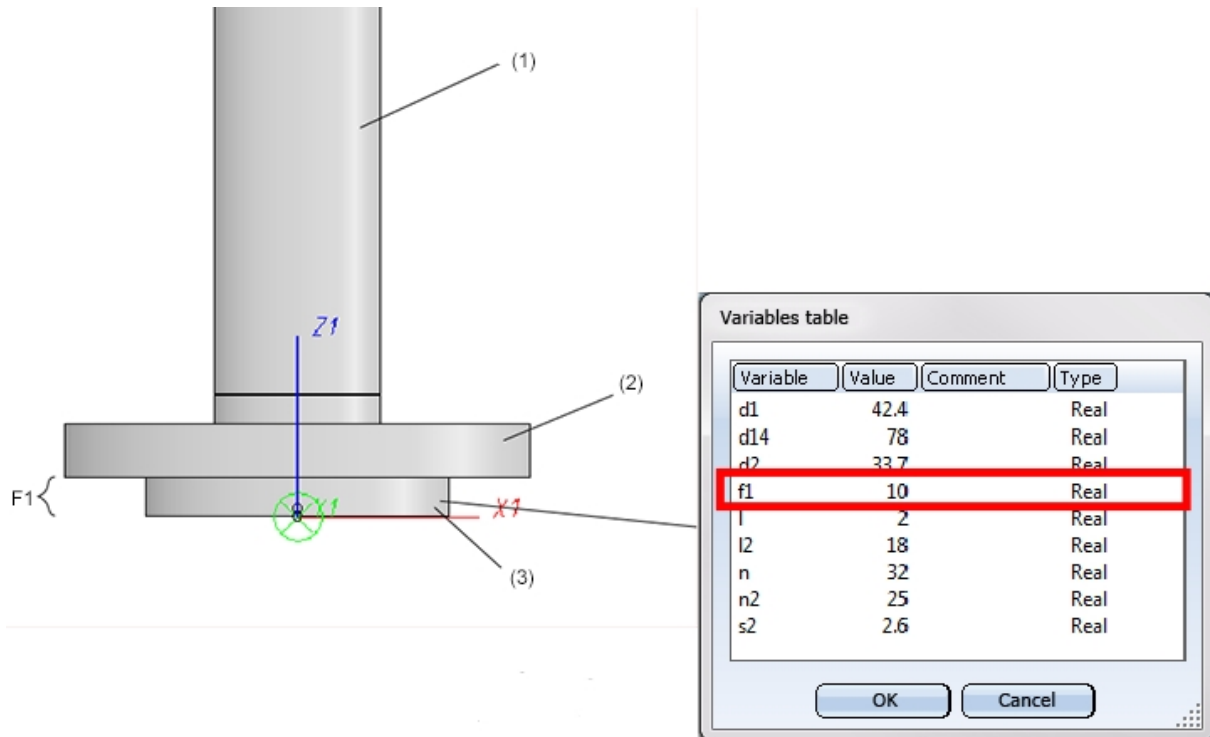 (1)
Z1
(2)
F1
X1
(3)
Variables table
Variable Value Comment Type
d1 42.4 Real
d14 78 Real
d2 33.7 Real
f1 10 Real
l 2 Real
l2 18 Real
n 32 Real
n2 25 Real
s2 2.6 Real
OK Cancel